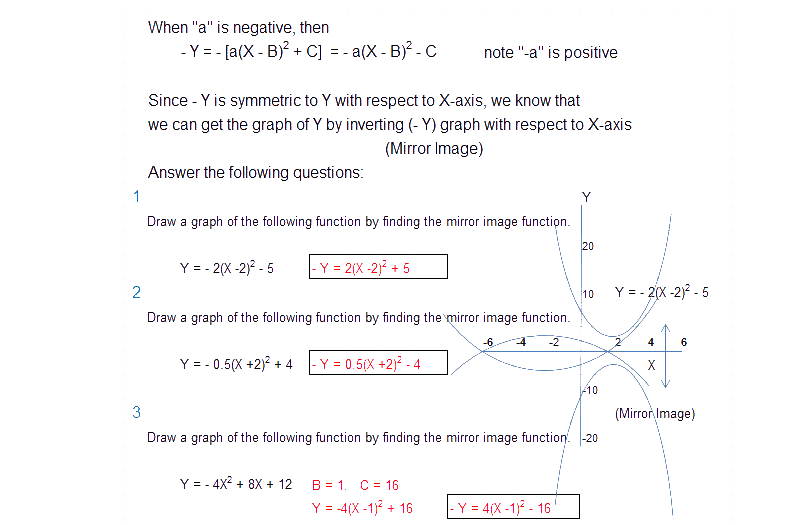 When "a" is negative, then
- Y = - [a(X - B)² + C] = - a(X - B)² - C note "-a" is positive
Since - Y is symmetric to Y with respect to X-axis, we know that
we can get the graph of Y by inverting (- Y) graph with respect to X-axis
(Mirror Image)
Answer the following questions:
1
Y
Draw a graph of the following function by finding the mirror image function.
20
Y = - 2(X -2)² - 5 - Y = 2(X -2)² + 5
2
10 Y = - 2(X -2)² - 5
Draw a graph of the following function by finding the mirror image function.
-6 -4 -2 2 4 6
Y = - 0.5(X +2)² + 4 - Y = 0.5(X +2)² - 4
X
-10
3
(Mirror Image)
Draw a graph of the following function by finding the mirror image function.
-20
Y = - 4X² + 8X + 12 B = 1. C = 16
Y = -4(X -1)² + 16 - Y = 4(X -1)² - 16